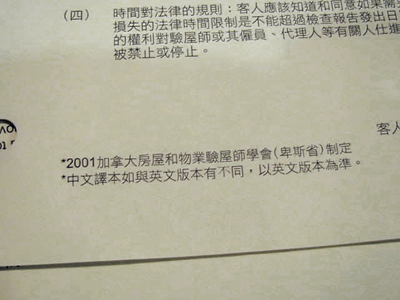 (四) 時間對法律的規則：客人應該知道和同意如果需
損失的法律時間限制是不能超過檢查報告發出日
的權利對驗屋師或其僱員、代理人等有關人仕進
被禁止或停止。
客人
*2001加拿大房屋和物業驗屋師學會(卑斯省)制定
*中文譯本如與英文版本有不同，以英文版本為準。